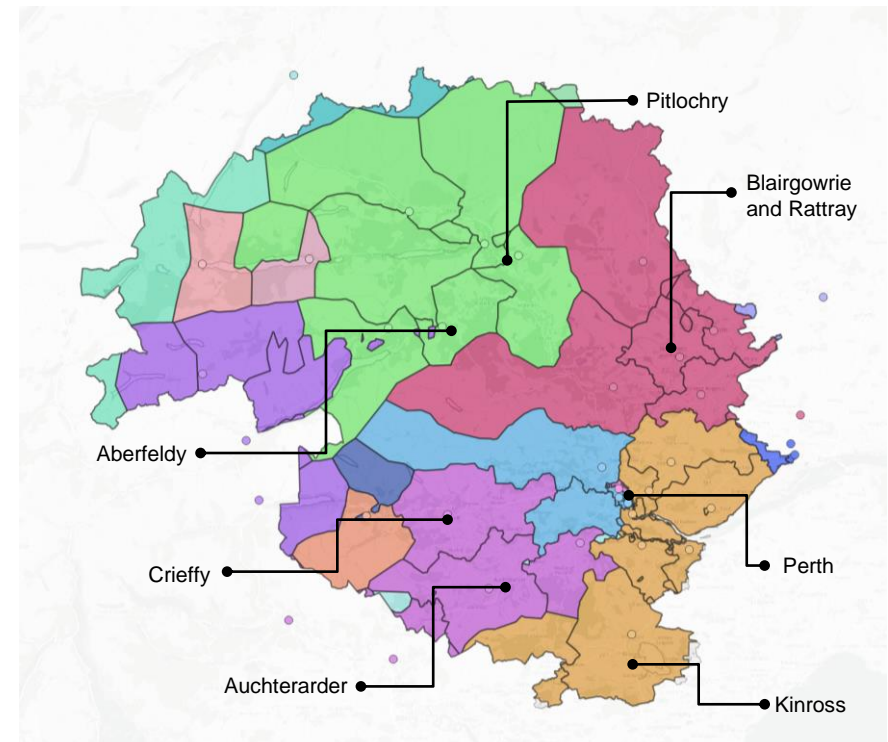 Pitlochry
Blairgowrie
and Rattray
Aberfeldy
Crieffy
Perth
Auchterarder
Kinross